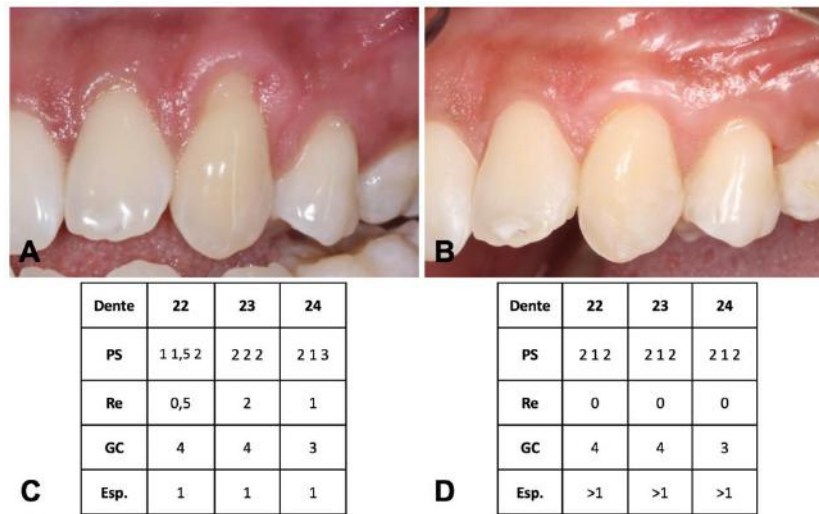 A
B
Dente 22 23 24
PS 1 1,5 2 2 2 2 2 1 3
Re 0,5 2 1
GC 4 4 3
Esp. 1 1 1
C
Dente 22 23 24
PS 2 1 2 2 1 2 2 1 2
Re 0 0 0
GC 4 4 3
Esp. >1 >1 >1
D